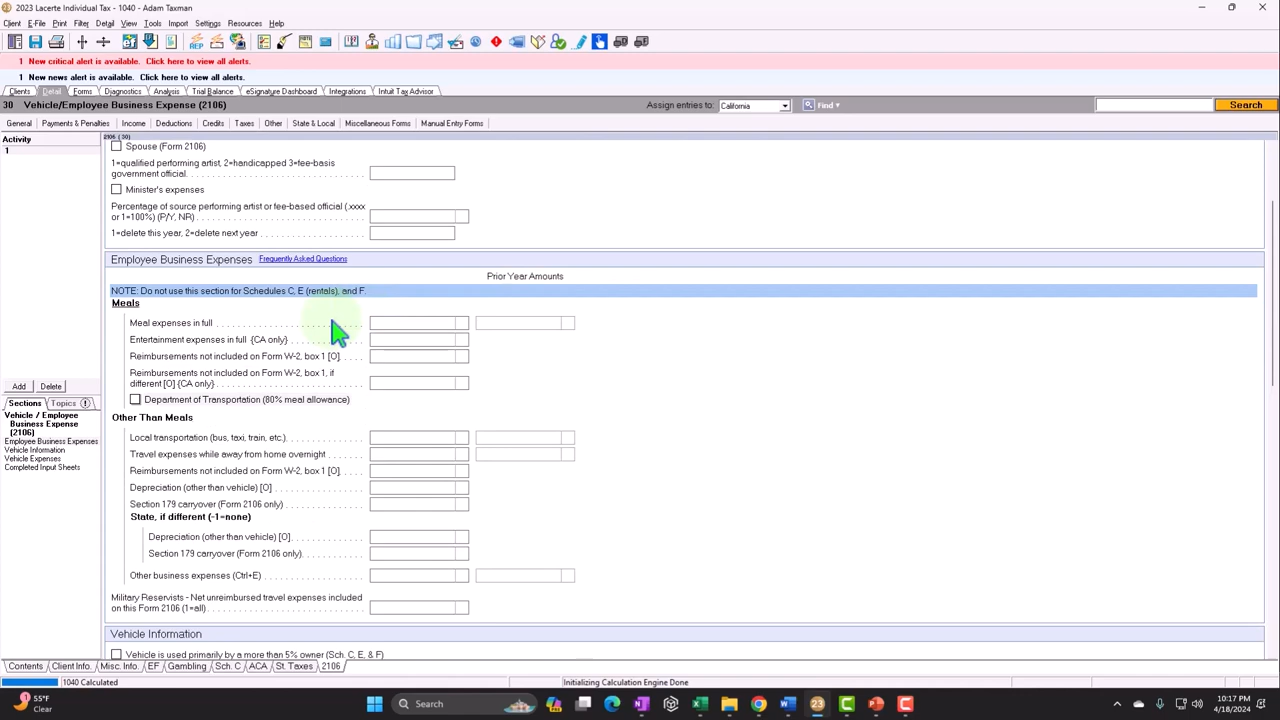 2023 Lacerte Individual Tax - 1040 - Adam Taxman
Client E-File Print Filter Detail View Tools Import Settings Resources Help
1 New critical alert is available. Click here to view all alerts.
1 New news alert is available. Click here to view all alerts.
Clients Detail Forms Diagnostics Analysis Trial Balance eSignature Dashboard Integrations Intuit Tax Advisor
30 Vehicle/Employee Business Expense (2106) Assign entries to: California Find Search
General Payments & Penalties Income Deductions Credits Taxes Other State & Local Miscellaneous Forms Manual Entry Forms
Activity
1
Add Delete
Sections Topics
Vehicle / Employee
Business Expense
(2106)
Employee Business Expenses
Vehicle Information
Vehicle Expenses
Completed Input Sheets
2106 (30)
Spouse (Form 2106)
1=qualified performing artist, 2=handicapped 3=fee-basis
government official
Minister's expenses
Percentage of source performing artist or fee-based official (.xxxx
or 1=100%) (P/Y, NR)
1=delete this year, 2=delete next year
Employee Business Expenses Frequently Asked Questions
Prior Year Amounts
NOTE: Do not use this section for Schedules C, E (rentals), and F.
Meals
Meal expenses in full
Entertainment expenses in full {CA only}
Reimbursements not included on Form W-2, box 1 [O]
Reimbursements not included on Form W-2, box 1, if
different [O] {CA only}
Department of Transportation (80% meal allowance)
Other Than Meals
Local transportation (bus, taxi, train, etc.)
Travel expenses while away from home overnight
Reimbursements not included on Form W-2, box 1 [O]
Depreciation (other than vehicle) [O]
Section 179 carryover (Form 2106 only)
State, if different (-1=none)
Depreciation (other than vehicle) [O]
Section 179 carryover (Form 2106 only)
Other business expenses (Ctrl+E)
Military Reservists - Net unreimbursed travel expenses included
on this Form 2106 (1=all)
Vehicle Information
Vehicle is used primarily by a more than 5% owner (Sch. C, E, & F)
Contents Client Info. Misc. Info. EF Gambling Sch. C ACA St. Taxes 2106
1040 Calculated Initializing Calculation Engine Done
55°F
Clear
Search
23
10:17 PM
4/18/2024